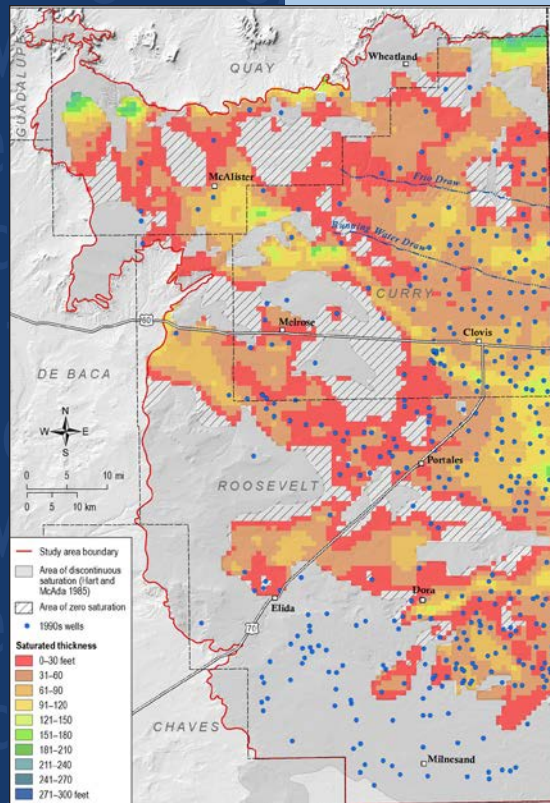 Wheatland
QUAY
GUADALUPE
McAlister
Frio Draw
Running Water Draw
CURRY
60
Melrose
Clovis
DE BACA
N
W E
S
0 5 10 mi
0 5 10 km
Portales
ROOSEVELT
Elida
Dora
70
CHAVES
Milnesand
Study area boundary
Area of discontinuous
saturation (Hart and
McAda 1985)
Area of zero saturation
1990s wells
Saturated thickness
0–30 feet
31–60
61–90
91–120
121–150
151–180
181–210
211–240
241–270
271–300 feet